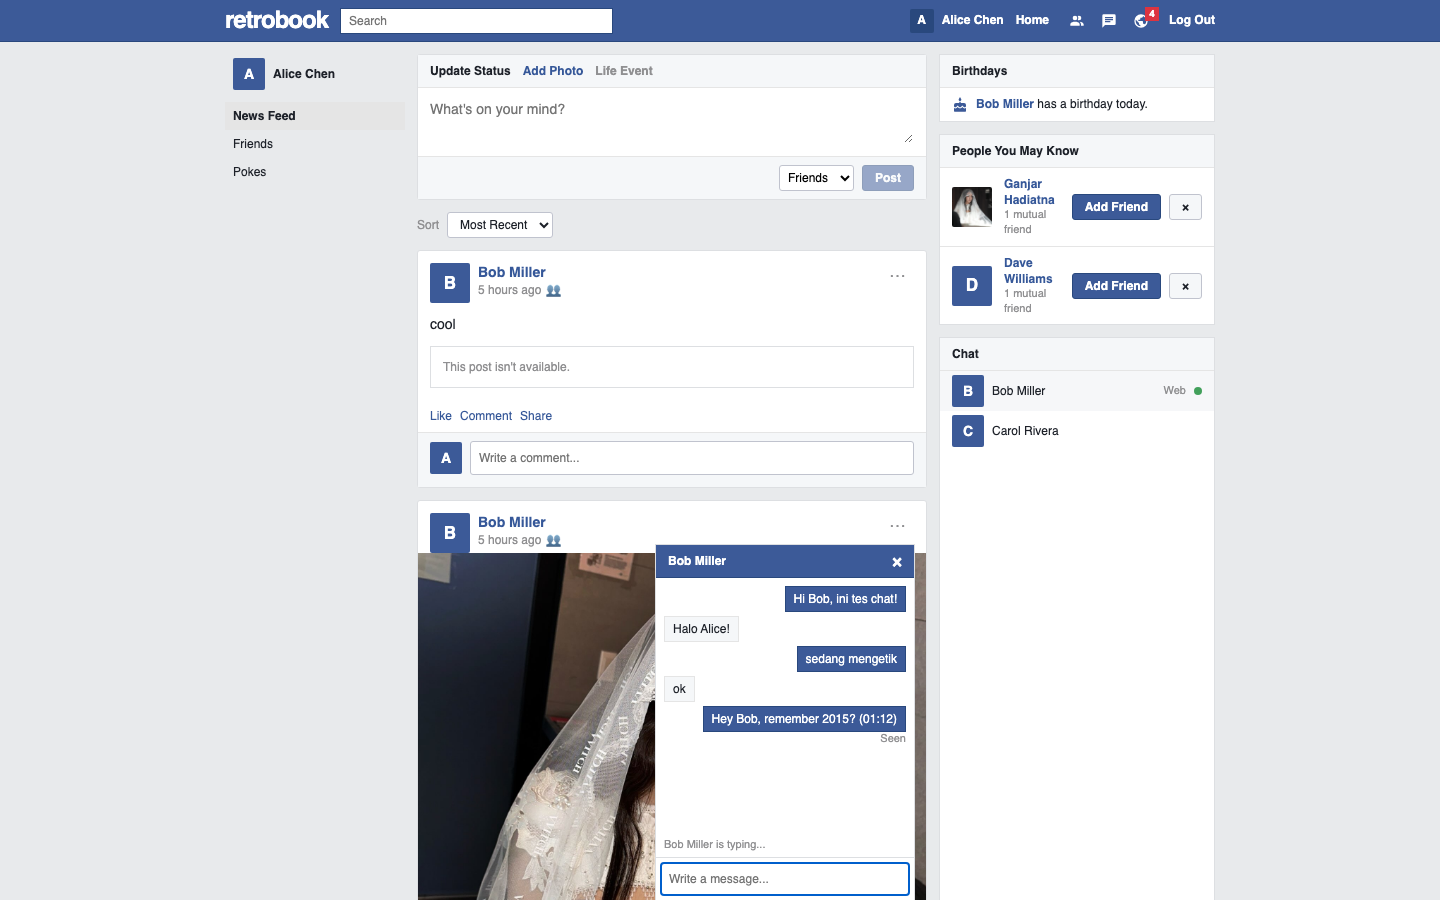 retrobook
Search
A Alice Chen Home 4 Log Out
A Alice Chen
News Feed
Friends
Pokes
Update Status Add Photo Life Event
What's on your mind?
Friends Post
Sort Most Recent
B Bob Miller ...
5 hours ago
cool
This post isn't available.
Like Comment Share
A Write a comment...
B Bob Miller ...
5 hours ago
Bob Miller ×
Hi Bob, ini tes chat!
Halo Alice!
sedang mengetik
ok
Hey Bob, remember 2015? (01:12)
Seen
Bob Miller is typing...
Write a message...
Birthdays
Bob Miller has a birthday today.
People You May Know
Ganjar
Hadiatna
1 mutual
friend
Add Friend ×
D Dave
Williams
1 mutual
friend
Add Friend ×
Chat
B Bob Miller Web
C Carol Rivera